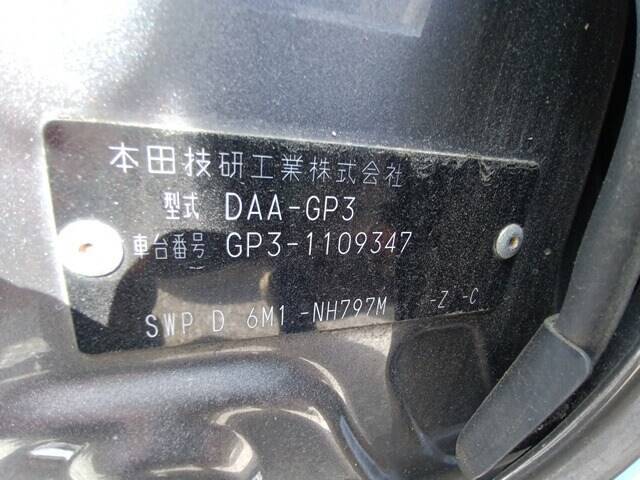 本田技研工業株式会社
型式 DAA-GP3
車台番号 GP3-1109347
SWP D 6M1 -NH797M -Z -C